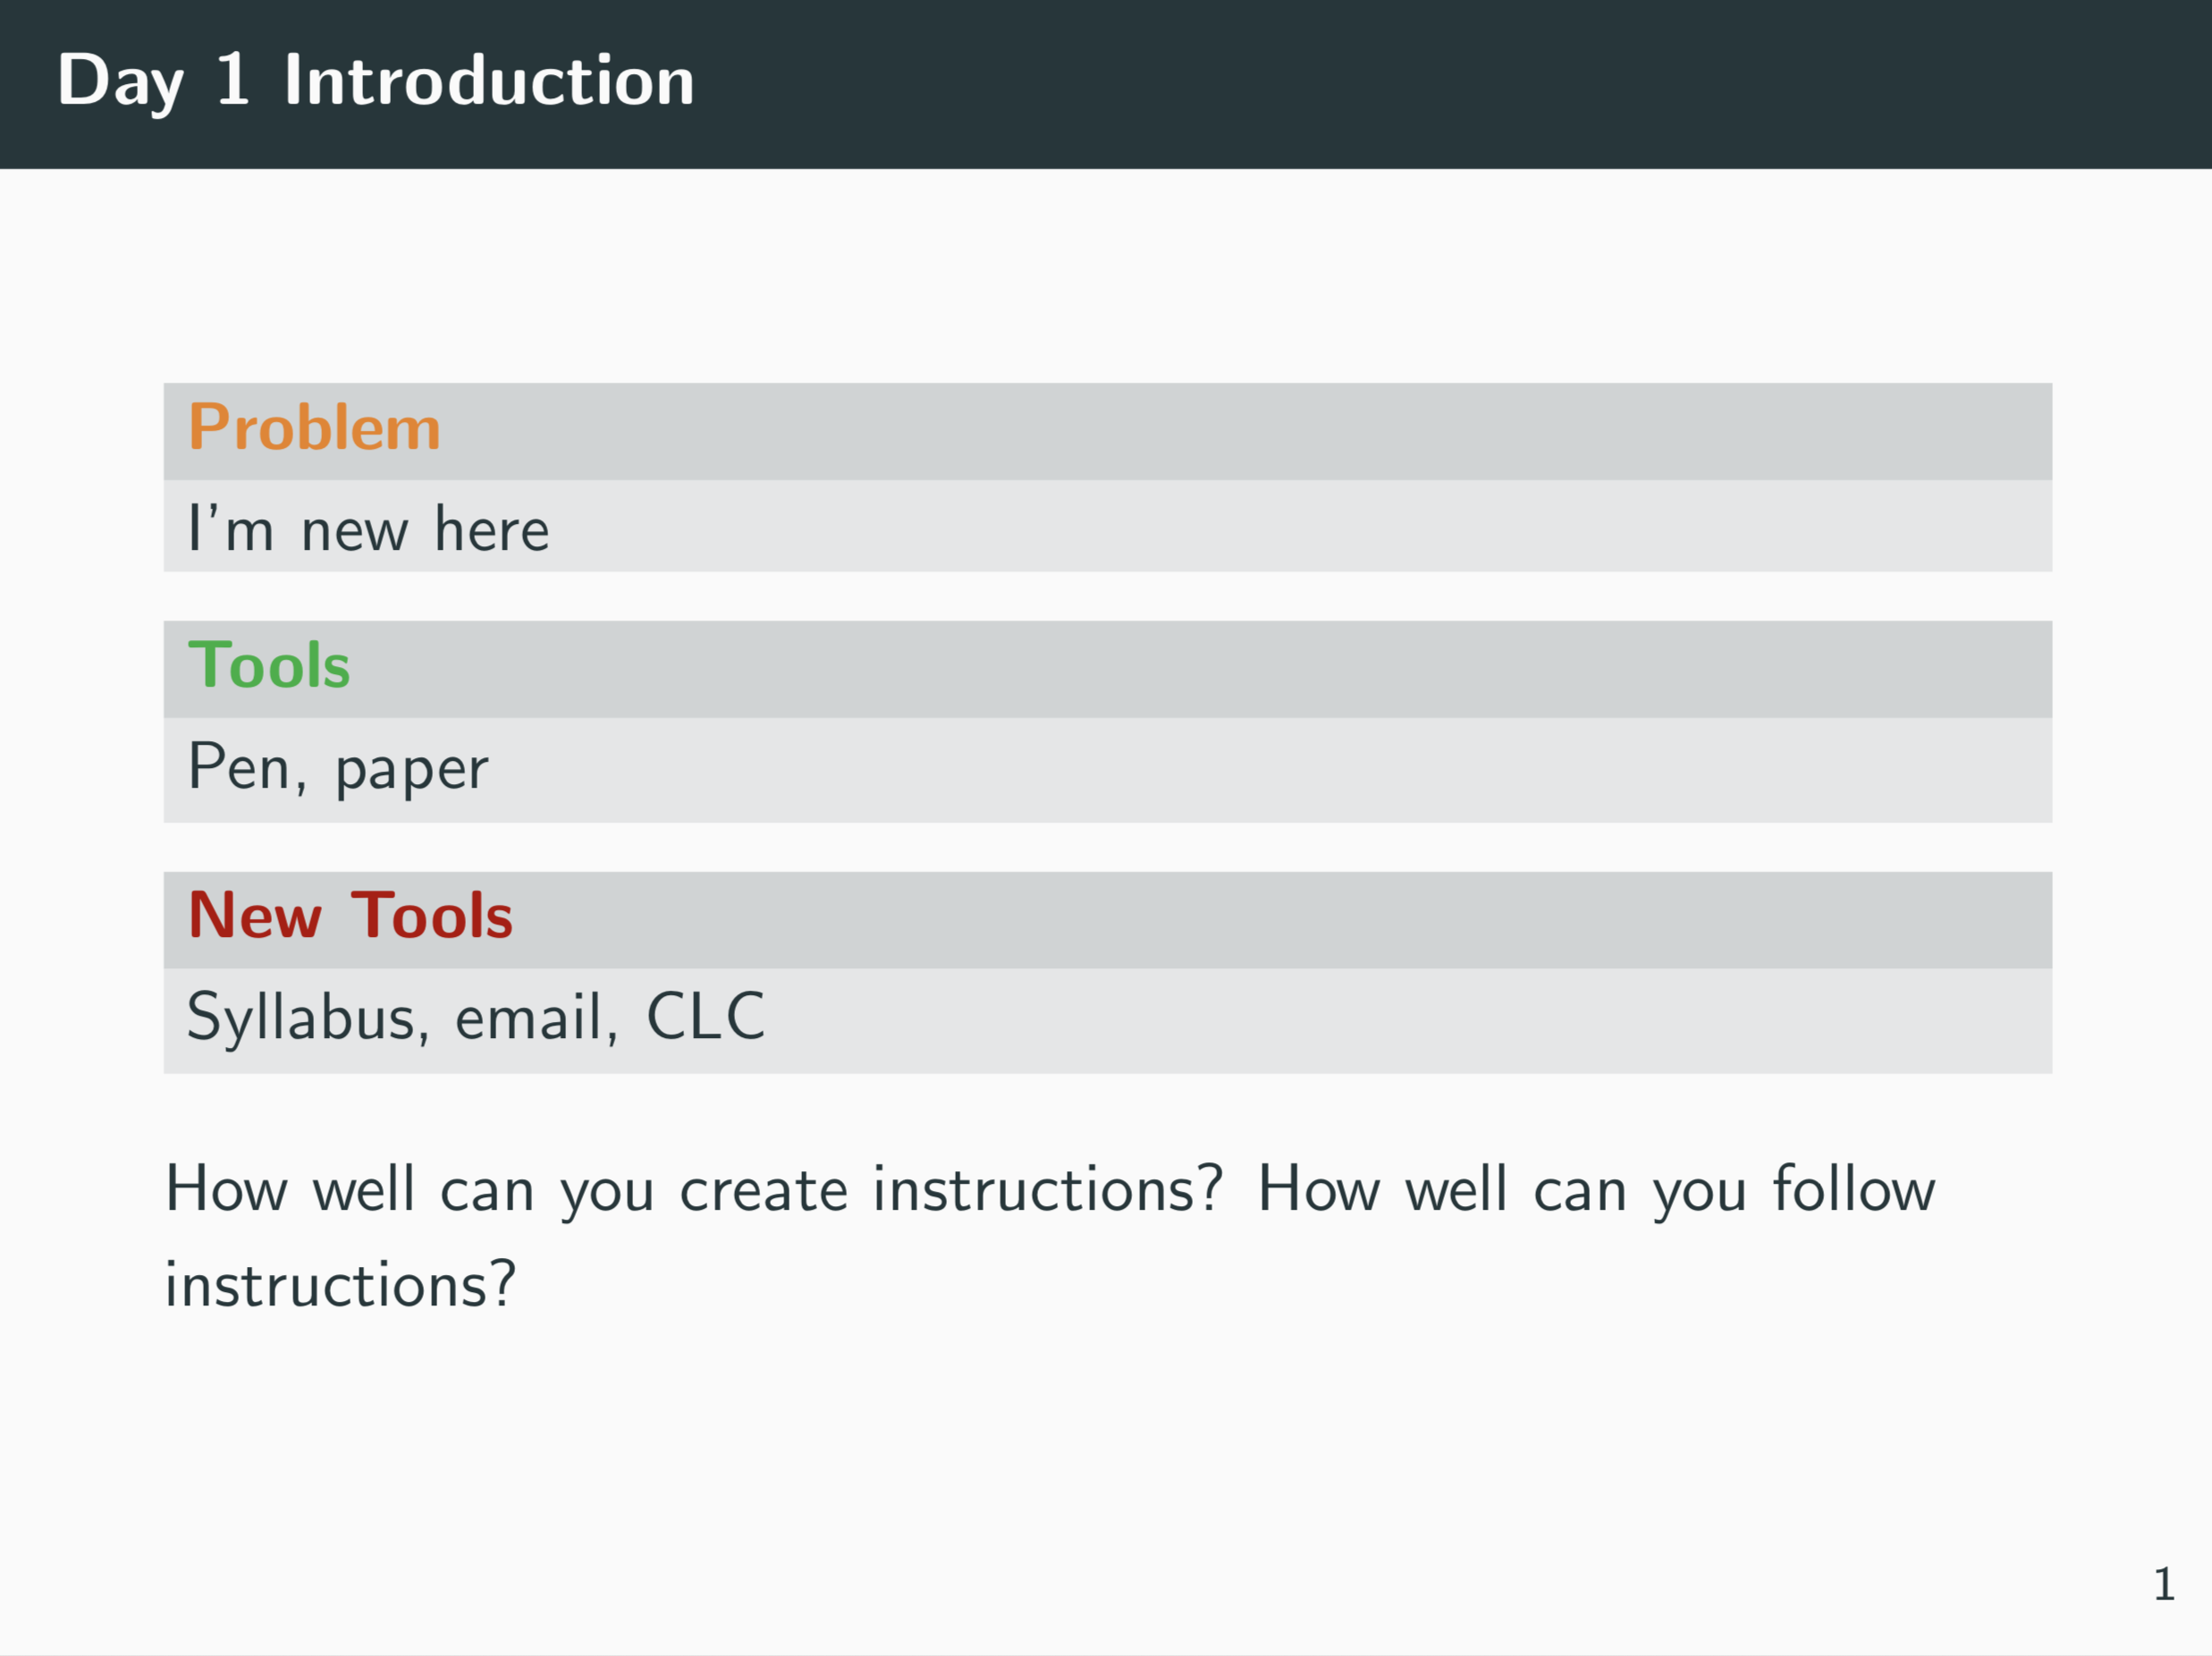 Day 1 Introduction
Problem
I'm new here
Tools
Pen, paper
New Tools
Syllabus, email, CLC
How well can you create instructions? How well can you follow
instructions?
1